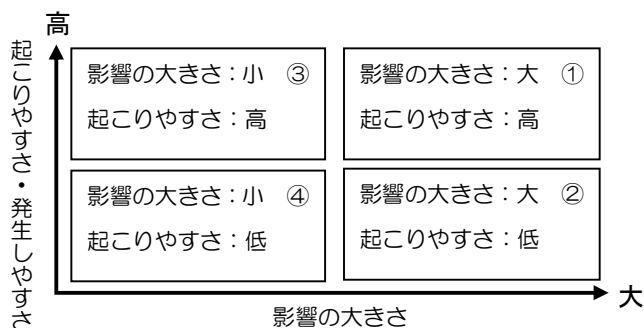 高
起こりやすさ・発生しやすさ
影響の大きさ：小 ③
起こりやすさ：高
影響の大きさ：大 ①
起こりやすさ：高
影響の大きさ：小 ④
起こりやすさ：低
影響の大きさ：大 ②
起こりやすさ：低
大
影響の大きさ